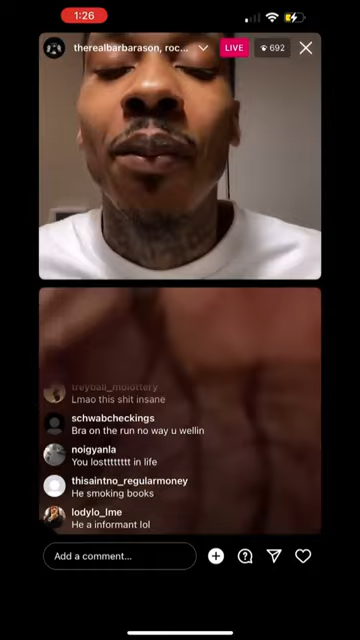 1:26
therealbarbarason, roc...
LIVE
692
treyball_molottery
Lmao this shit insane
schwabcheckings
Bra on the run no way u wellin
noigyanla
You losttttttttt in life
thisaintno_regularmoney
He smoking books
lodylo_lme
He a informant lol
Add a comment...